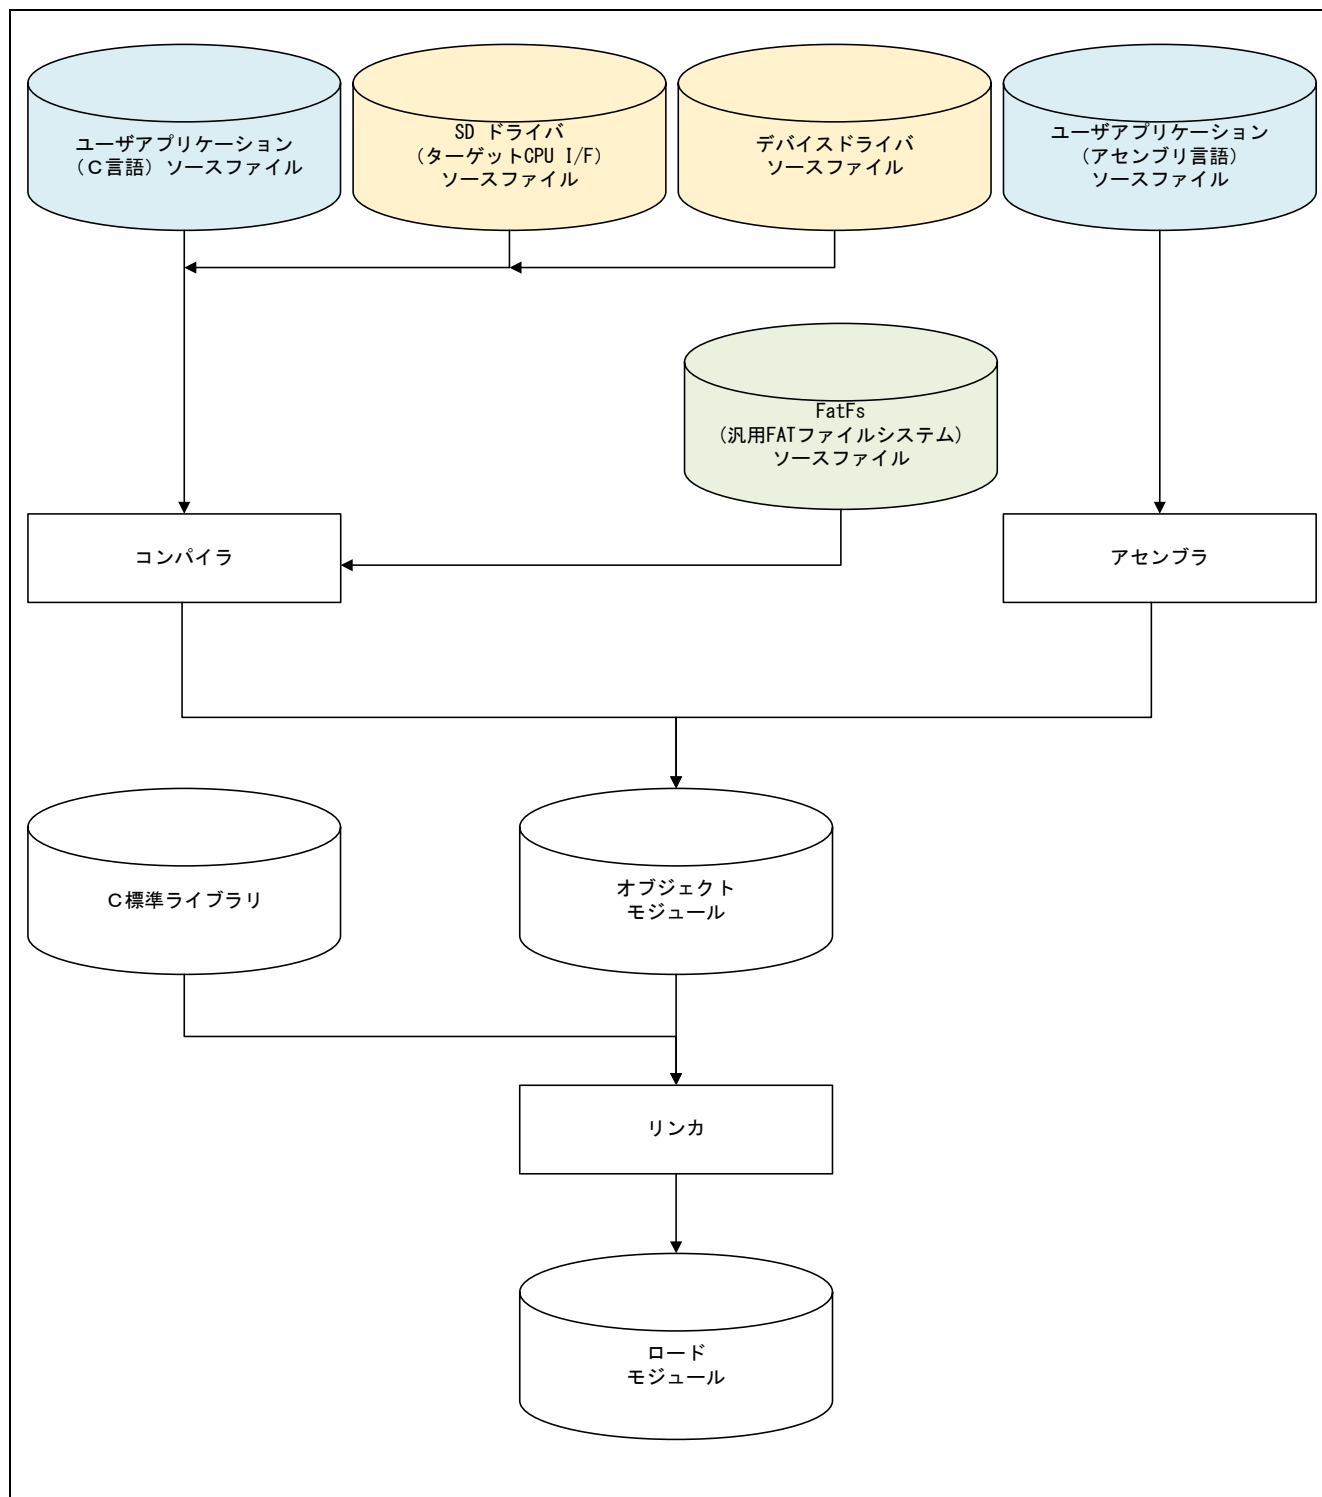 ユーザアプリケーション
（Ｃ言語）ソースファイル
SD ドライバ
（ターゲットCPU I/F）
ソースファイル
デバイスドライバ
ソースファイル
ユーザアプリケーション
（アセンブリ言語）
ソースファイル
FatFs
（汎用FATファイルシステム）
ソースファイル
コンパイラ
アセンブラ
Ｃ標準ライブラリ
オブジェクト
モジュール
リンカ
ロード
モジュール